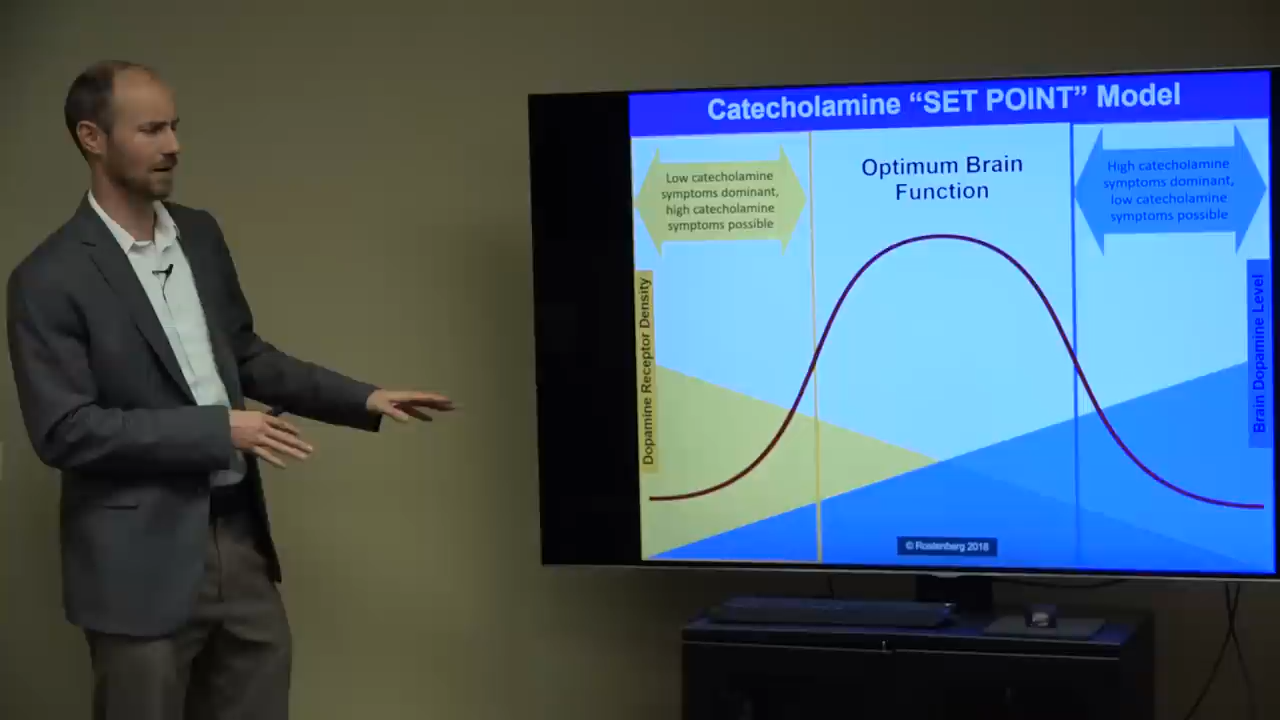 Catecholamine “SET POINT” Model
Low catecholamine
symptoms dominant,
high catecholamine
symptoms possible
Optimum Brain
Function
High catecholamine
symptoms dominant,
low catecholamine
symptoms possible
Dopamine Receptor Density
Brain Dopamine Level
© Rostenberg 2018